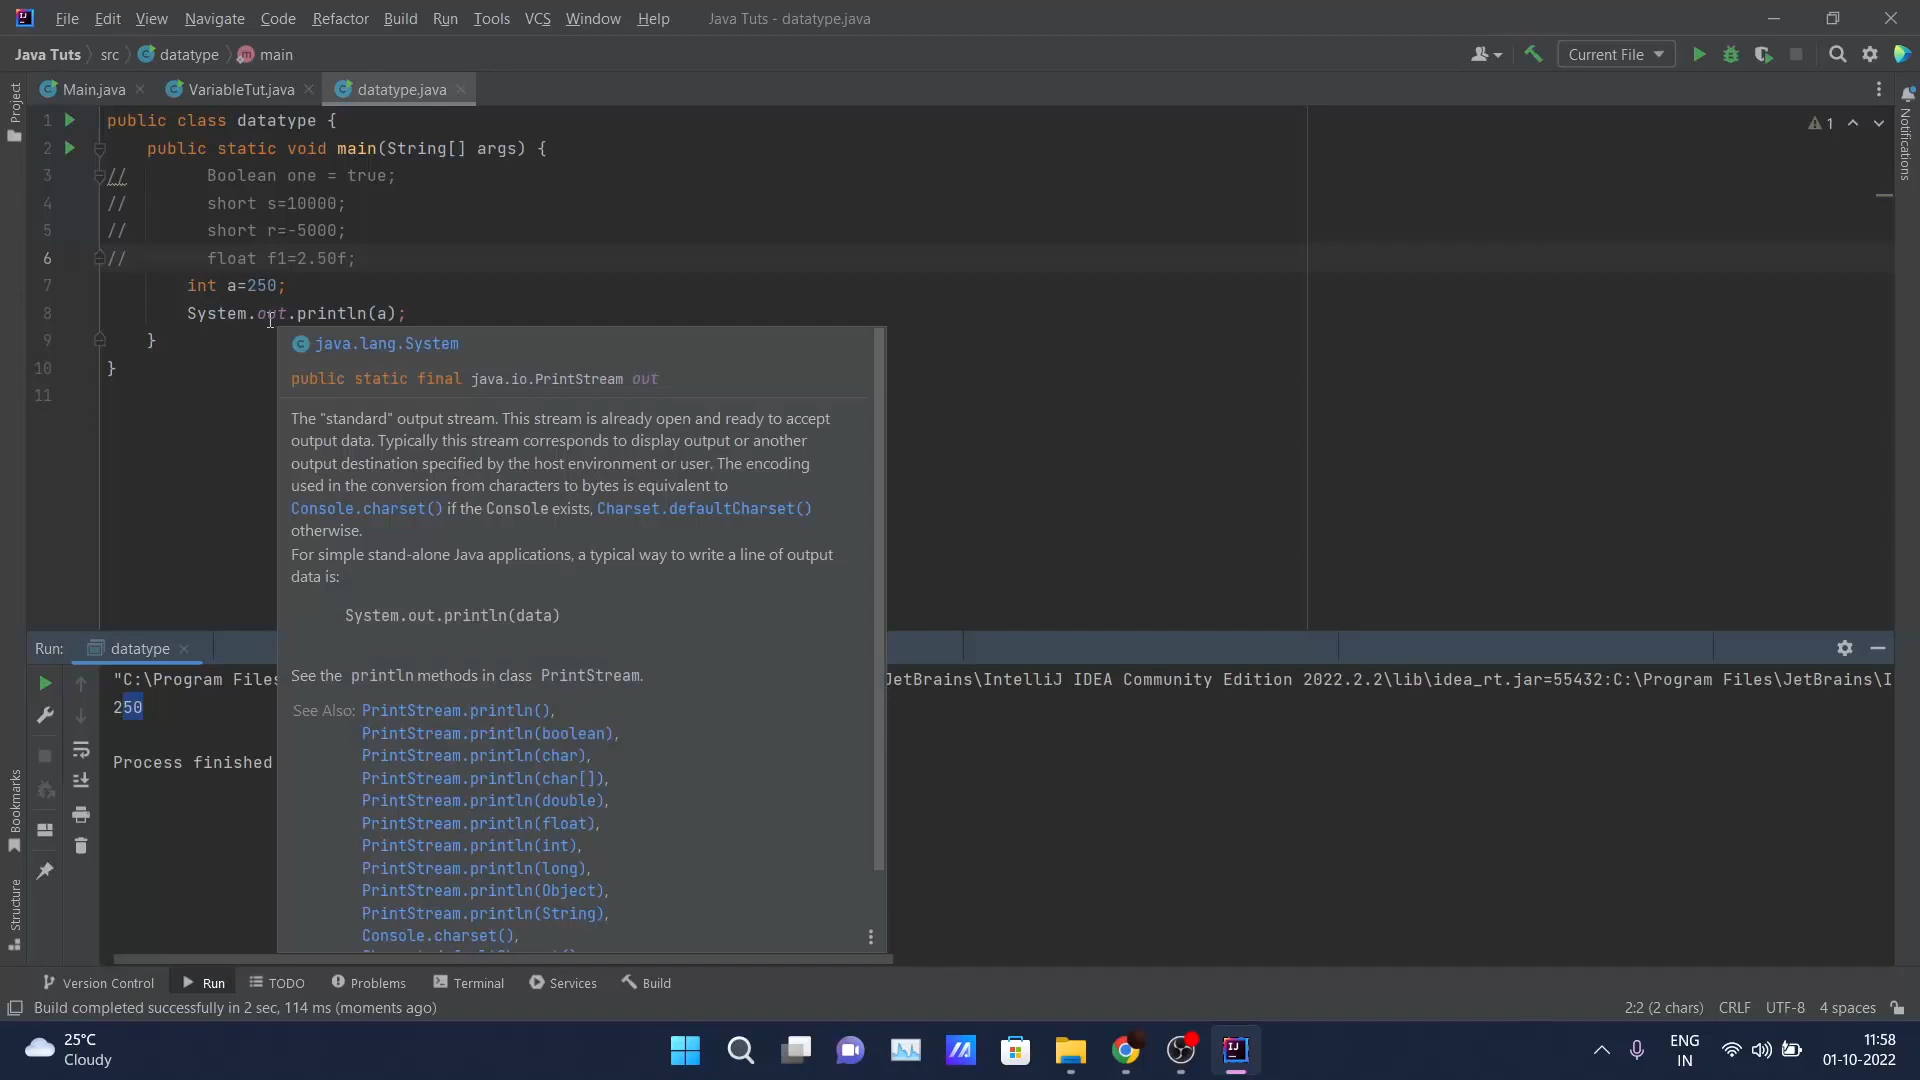 File Edit View Navigate Code Refactor Build Run Tools VCS Window Help Java Tuts - datatype.java
Java Tuts src datatype main Current File
Main.java VariableTut.java datatype.java
Project
Notifications
1 public class datatype { 1
2 public static void main(String[] args) {
3 // Boolean one = true;
4 // short s=10000;
5 // short r=-5000;
6 // float f1=2.50f;
7 int a=250;
8 System.out.println(a);
9 }
10 }
11
java.lang.System
public static final java.io.PrintStream out
The "standard" output stream. This stream is already open and ready to accept
output data. Typically this stream corresponds to display output or another
output destination specified by the host environment or user. The encoding
used in the conversion from characters to bytes is equivalent to
Console.charset() if the Console exists, Charset.defaultCharset()
otherwise.
For simple stand-alone Java applications, a typical way to write a line of output
data is:
System.out.println(data)
See the println methods in class PrintStream.
See Also: PrintStream.println(),
PrintStream.println(boolean),
PrintStream.println(char),
PrintStream.println(char[]),
PrintStream.println(double),
PrintStream.println(float),
PrintStream.println(int),
PrintStream.println(long),
PrintStream.println(Object),
PrintStream.println(String),
Console.charset(),
Run: datatype
"C:\Program Files JetBrains\IntelliJ IDEA Community Edition 2022.2.2\lib\idea_rt.jar=55432:C:\Program Files\JetBrains\I
250
Process finished
Bookmarks
Structure
Version Control Run TODO Problems Terminal Services Build
Build completed successfully in 2 sec, 114 ms (moments ago) 2:2 (2 chars) CRLF UTF-8 4 spaces
25°C
Cloudy
ENG
IN
11:58
01-10-2022